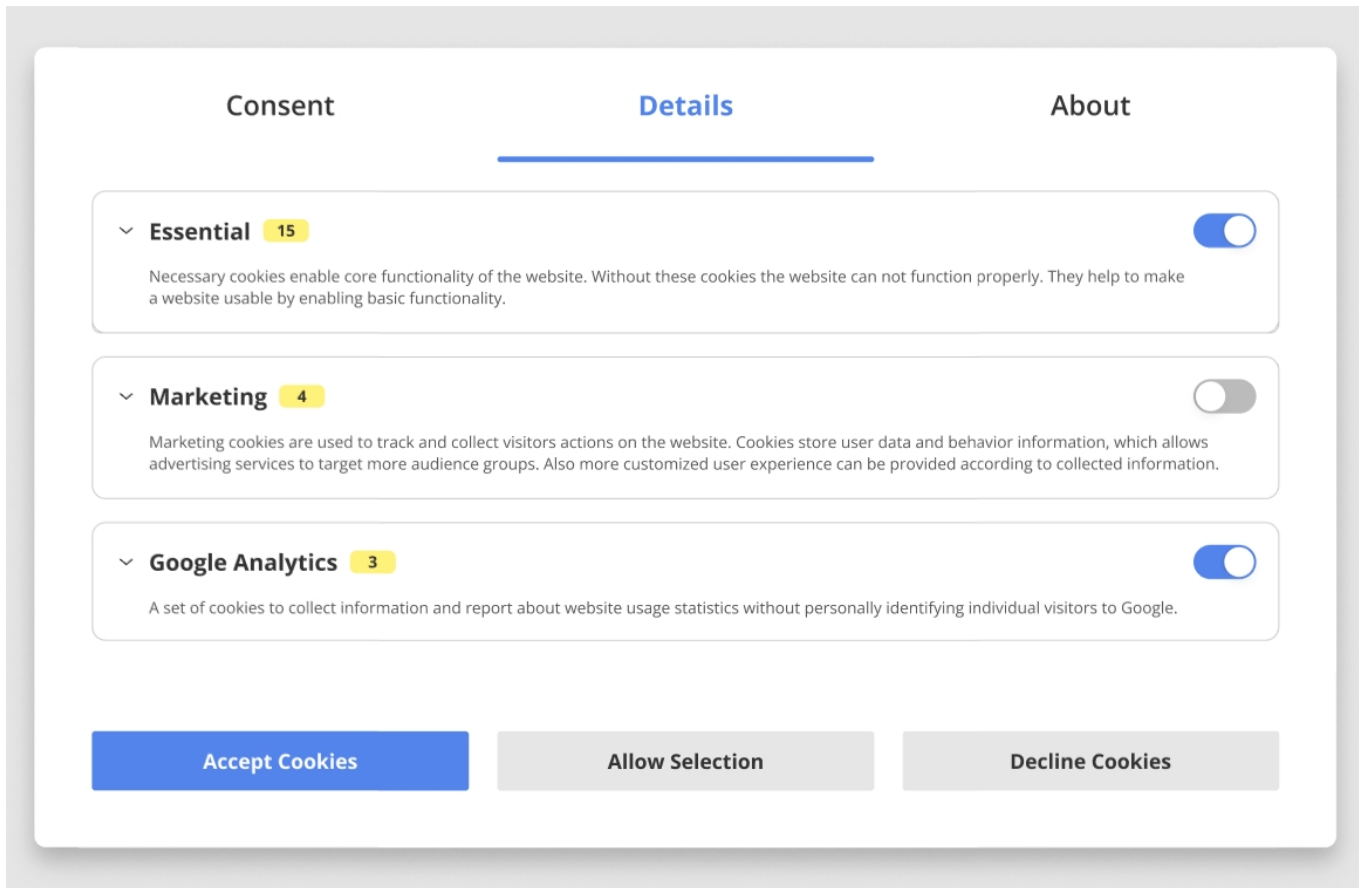 Consent
Details
About
Essential 15
Necessary cookies enable core functionality of the website. Without these cookies the website can not function properly. They help to make
a website usable by enabling basic functionality.
Marketing 4
Marketing cookies are used to track and collect visitors actions on the website. Cookies store user data and behavior information, which allows
advertising services to target more audience groups. Also more customized user experience can be provided according to collected information.
Google Analytics 3
A set of cookies to collect information and report about website usage statistics without personally identifying individual visitors to Google.
Accept Cookies
Allow Selection
Decline Cookies